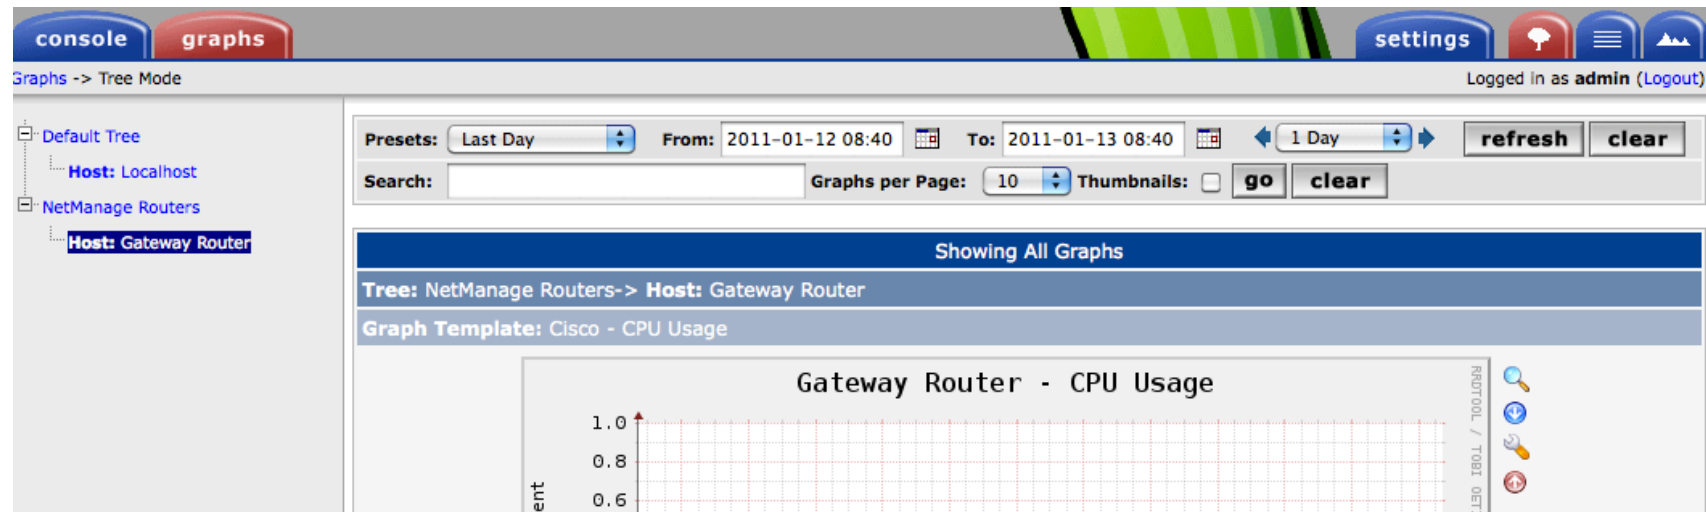 console graphs settings
Graphs -> Tree Mode Logged in as admin (Logout)
Default Tree
Host: Localhost
NetManage Routers
Host: Gateway Router
Presets: Last Day From: 2011-01-12 08:40 To: 2011-01-13 08:40 1 Day refresh clear
Search: Graphs per Page: 10 Thumbnails: go clear
Showing All Graphs
Tree: NetManage Routers-> Host: Gateway Router
Graph Template: Cisco - CPU Usage
Gateway Router - CPU Usage
1.0
0.8
0.6
RRDTOOL / TOBI